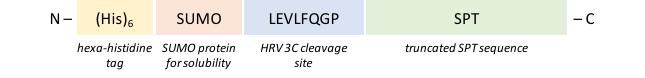 N – (His)₆ SUMO LEVLFQGP SPT – C
hexa-histidine SUMO protein HRV 3C cleavage truncated SPT sequence
tag for solubility site